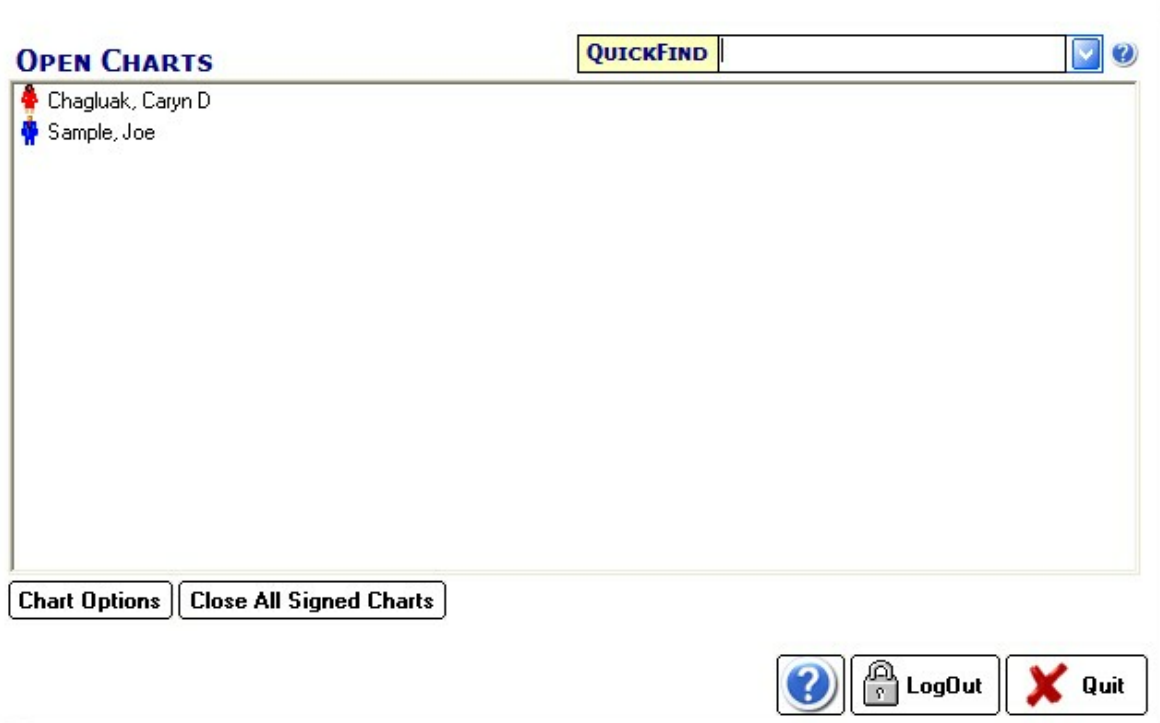 OPEN CHARTS
QUICKFIND
Chagluak, Caryn D
Sample, Joe
Chart Options
Close All Signed Charts
LogOut
Quit